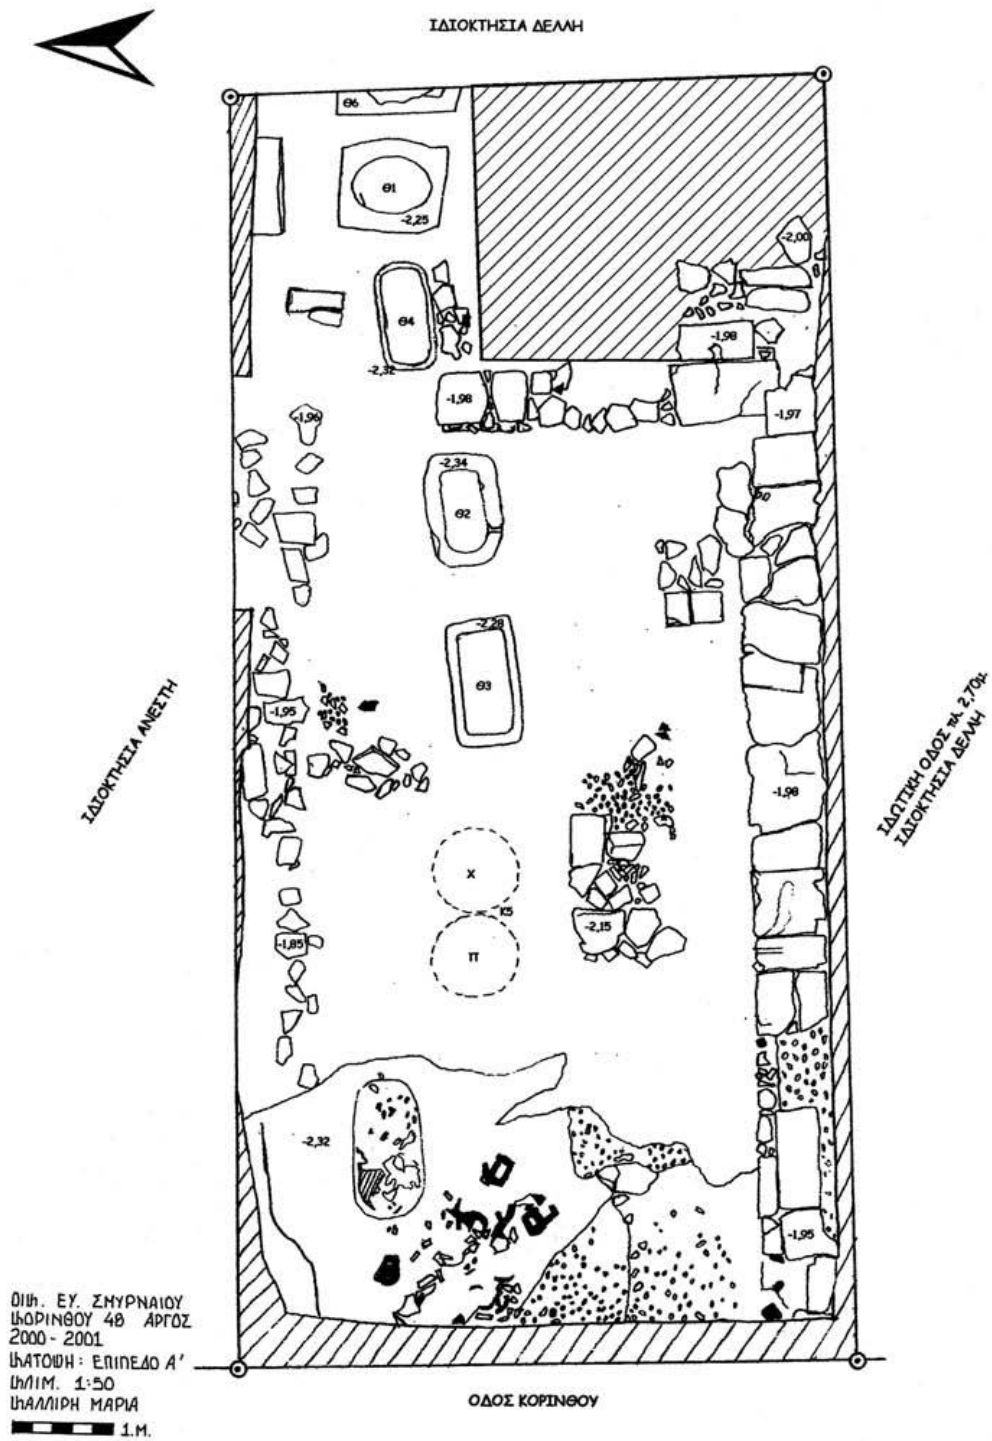 ΙΔΙΟΚΤΗΣΙΑ ΔΕΛΛΗ
Θ6
Θ1
-2,25
-2,00
Θ4
-1,98
-2,32
-1,98
-1,96
-1,97
-2,34
Θ2
-2,28
Θ3
ΙΔΙΟΚΤΗΣΙΑ ΑΝΕΣΤΗ
-1,95
ΙΔΩΤΙΚΗ ΟΔΟΣ πλ. 2,70μ
ΙΔΙΟΚΤΗΣΙΑ ΔΕΛΛΗ
-1,98
Χ
Κ5
-2,15
-1,85
Π
-2,32
-1,95
ΟΙΚ. ΕΥ. ΣΜΥΡΝΑΙΟΥ
ΚΟΡΙΝΘΟΥ 48 ΑΡΓΟΣ
2000 - 2001
ΚΑΤΟΨΗ : ΕΠΙΠΕΔΟ Α'
ΚΛΙΜ. 1:50
ΚΑΛΛΙΡΗ ΜΑΡΙΑ
1.Μ.
ΟΔΟΣ ΚΟΡΙΝΘΟΥ